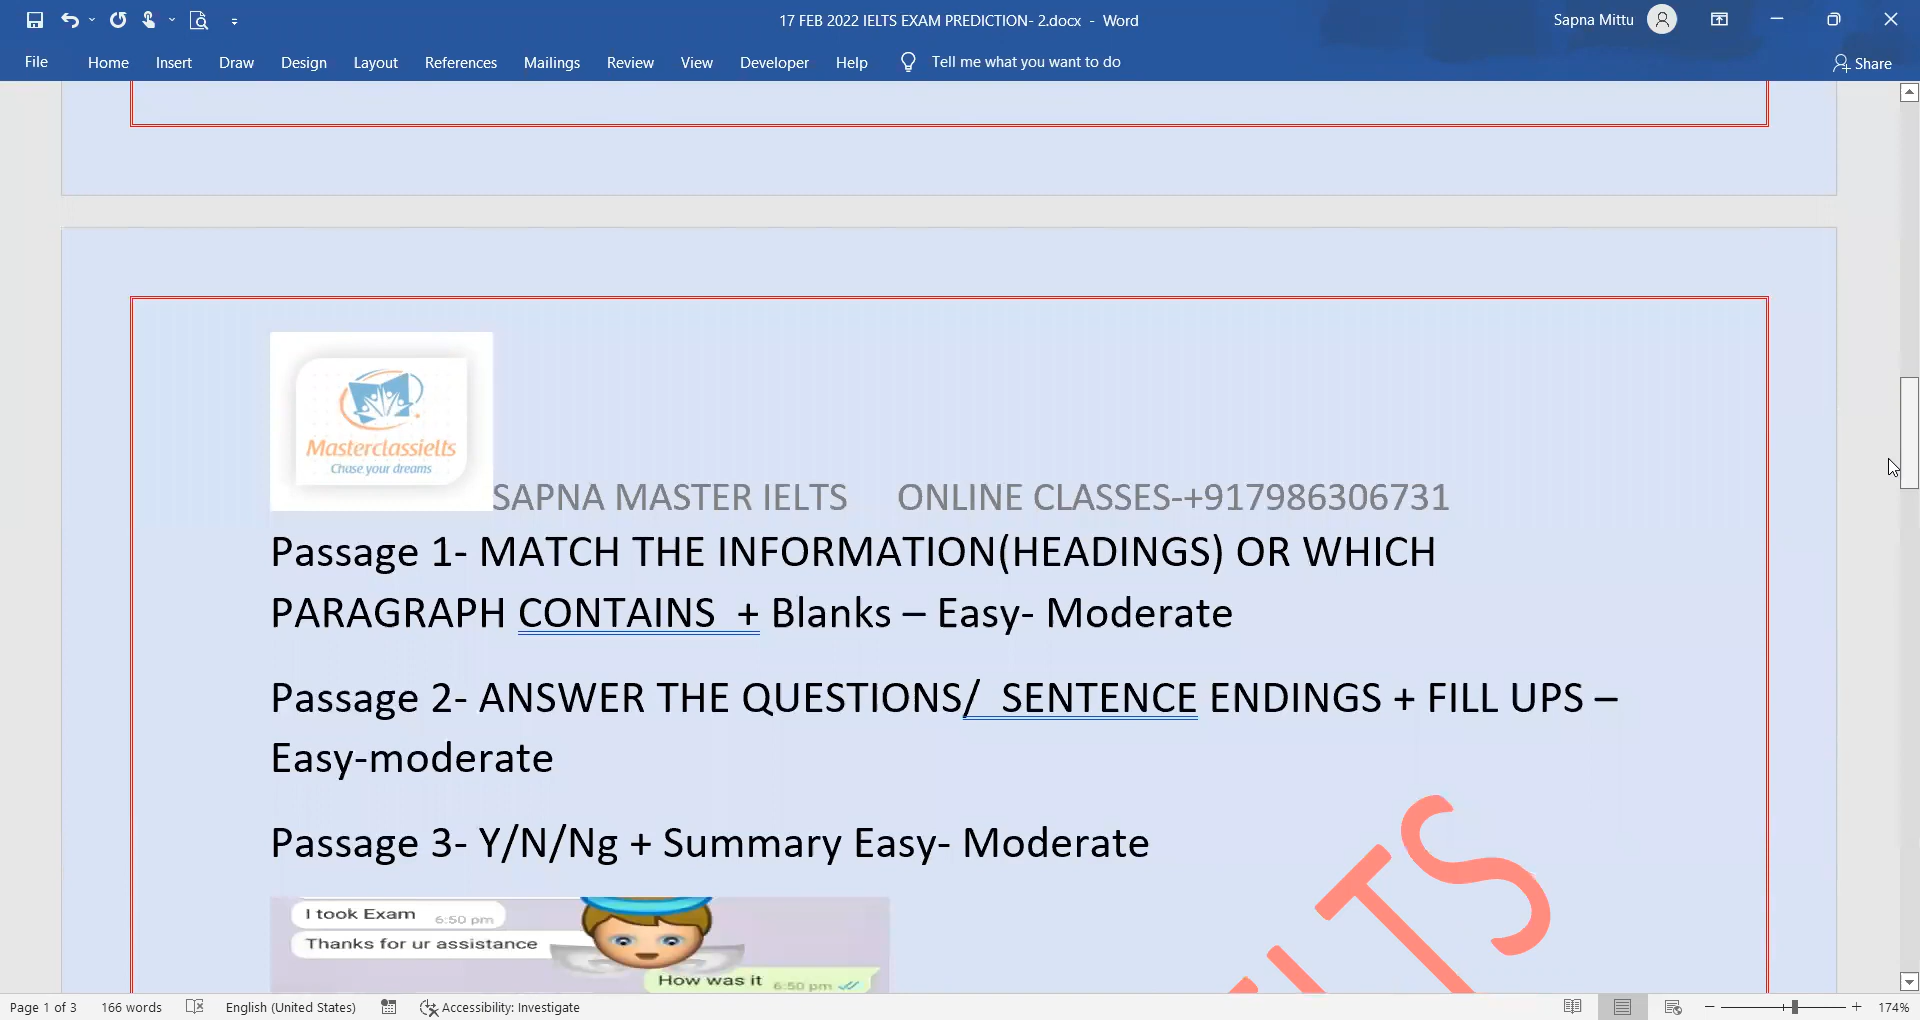 17 FEB 2022 IELTS EXAM PREDICTION- 2.docx - Word
Sapna Mittu
File Home Insert Draw Design Layout References Mailings Review View Developer Help Tell me what you want to do
Share
Masterclassielts
Chase your dreams
SAPNA MASTER IELTS ONLINE CLASSES-+917986306731
Passage 1- MATCH THE INFORMATION(HEADINGS) OR WHICH
PARAGRAPH CONTAINS + Blanks – Easy- Moderate
Passage 2- ANSWER THE QUESTIONS/ SENTENCE ENDINGS + FILL UPS –
Easy-moderate
Passage 3- Y/N/Ng + Summary Easy- Moderate
I took Exam 6:50 pm
Thanks for ur assistance
How was it 6:50 pm
LTS
Page 1 of 3 166 words English (United States) Accessibility: Investigate 174%